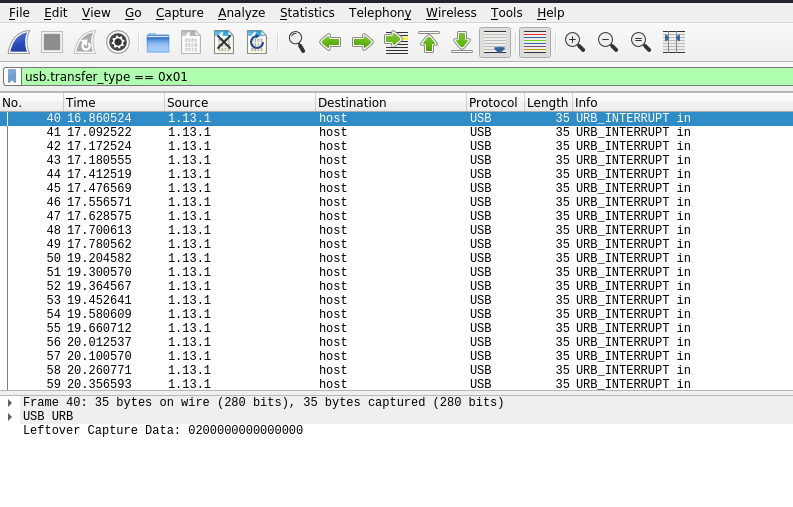 File Edit View Go Capture Analyze Statistics Telephony Wireless Tools Help
usb.transfer_type == 0x01
No. Time Source Destination Protocol Length Info
40 16.860524 1.13.1 host USB 35 URB_INTERRUPT in
41 17.092522 1.13.1 host USB 35 URB_INTERRUPT in
42 17.172524 1.13.1 host USB 35 URB_INTERRUPT in
43 17.180555 1.13.1 host USB 35 URB_INTERRUPT in
44 17.412519 1.13.1 host USB 35 URB_INTERRUPT in
45 17.476569 1.13.1 host USB 35 URB_INTERRUPT in
46 17.556571 1.13.1 host USB 35 URB_INTERRUPT in
47 17.628575 1.13.1 host USB 35 URB_INTERRUPT in
48 17.700613 1.13.1 host USB 35 URB_INTERRUPT in
49 17.780562 1.13.1 host USB 35 URB_INTERRUPT in
50 19.204582 1.13.1 host USB 35 URB_INTERRUPT in
51 19.300570 1.13.1 host USB 35 URB_INTERRUPT in
52 19.364567 1.13.1 host USB 35 URB_INTERRUPT in
53 19.452641 1.13.1 host USB 35 URB_INTERRUPT in
54 19.580609 1.13.1 host USB 35 URB_INTERRUPT in
55 19.660712 1.13.1 host USB 35 URB_INTERRUPT in
56 20.012537 1.13.1 host USB 35 URB_INTERRUPT in
57 20.100570 1.13.1 host USB 35 URB_INTERRUPT in
58 20.260771 1.13.1 host USB 35 URB_INTERRUPT in
59 20.356593 1.13.1 host USB 35 URB_INTERRUPT in
Frame 40: 35 bytes on wire (280 bits), 35 bytes captured (280 bits)
USB URB
Leftover Capture Data: 0200000000000000